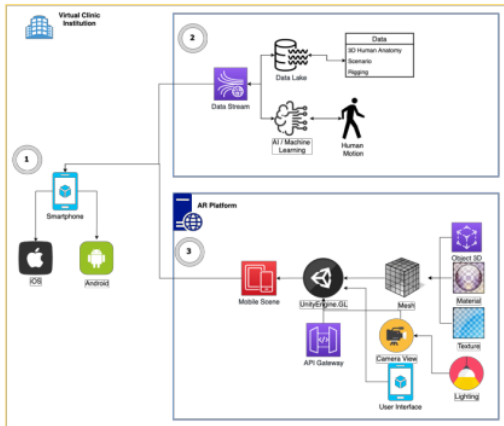 Virtual Clinic
Institution
2
Data
3D Human Anatomy
Scenario
Rigging
Data Lake
Data Stream
AI / Machine
Learning
Human
Motion
1
Smartphone
iOS
Android
AR Platform
3
Object 3D
Mobile Scene
UnityEngine.GL
Mesh
Material
Texture
API Gateway
Camera View
User Interface
Lighting